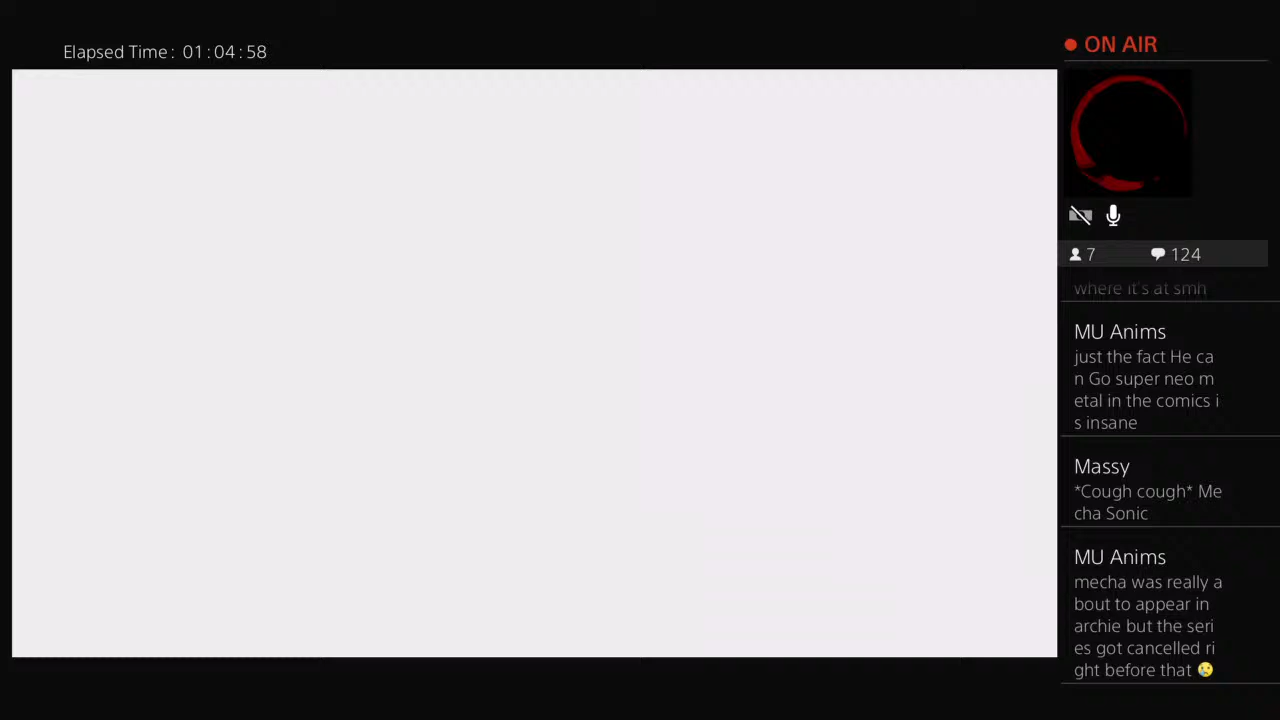 Elapsed Time: 01:04:58
ON AIR
7
124
where it's at smh
MU Anims
just the fact He ca
n Go super neo m
etal in the comics i
s insane
Massy
*Cough cough* Me
cha Sonic
MU Anims
mecha was really a
bout to appear in
archie but the seri
es got cancelled ri
ght before that 😢